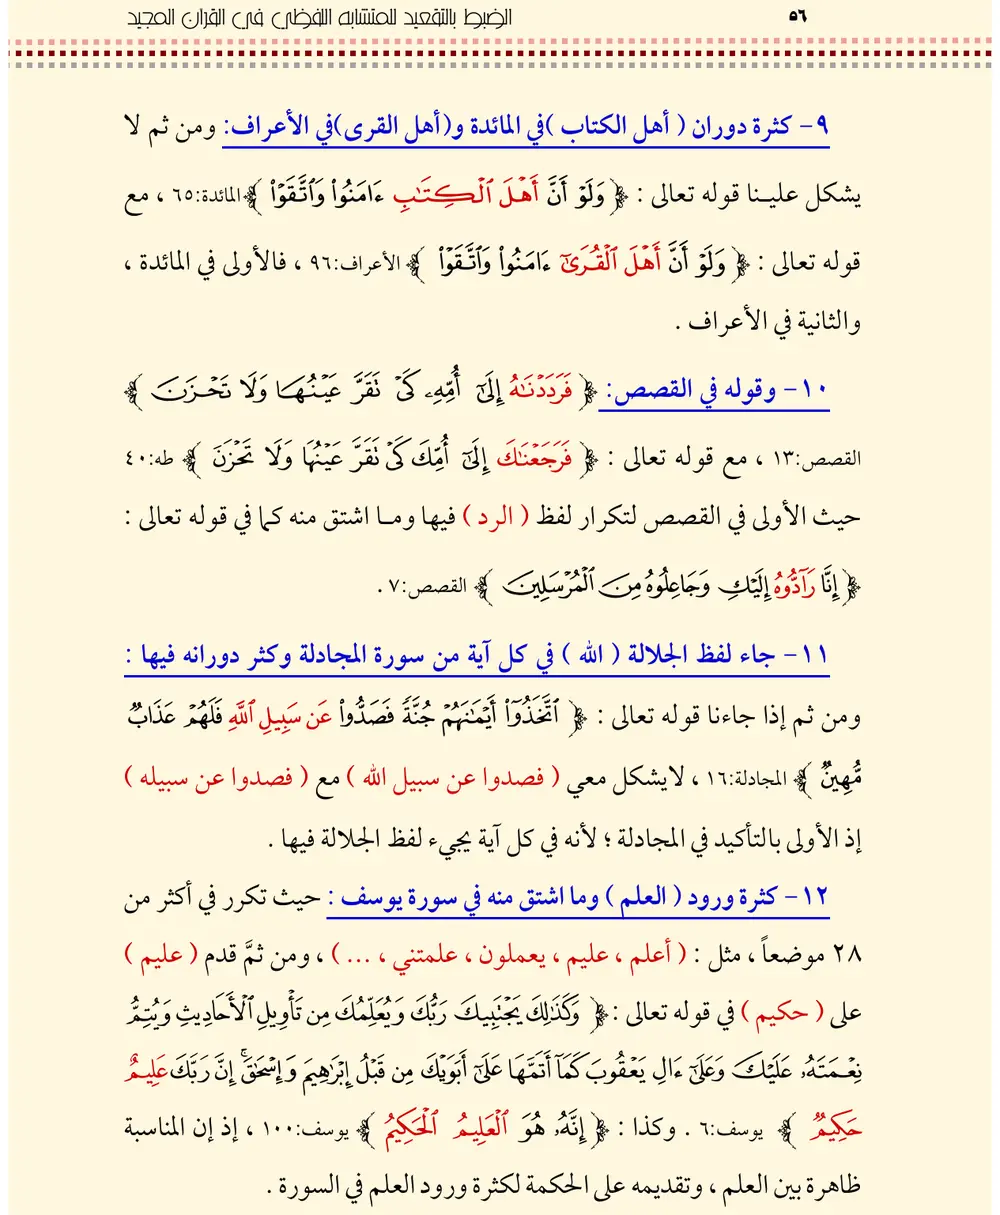 ٥٦
الضبط بالتقعيد للمتشابه اللفظي في القرآن المجيد
٩- كثرة دوران ( أهل الكتاب )في المائدة و(أهل القرى)في الأعراف: ومن ثم لا
يشكل علينا قوله تعالى : ﴿ وَلَوۡ أَنَّ أَهۡلَ ٱلۡكِتَٰبِ ءَامَنُواْ وَٱتَّقَوۡاْ ﴾المائدة:٦٥ ، مع
قوله تعالى : ﴿ وَلَوۡ أَنَّ أَهۡلَ ٱلۡقُرَىٰٓ ءَامَنُواْ وَٱتَّقَوۡاْ ﴾ الأعراف:٩٦ ، فالأولى في المائدة ،
والثانية في الأعراف .
١٠- وقوله في القصص: ﴿ فَرَدَدۡنَٰهُ إِلَىٰٓ أُمِّهِۦ كَيۡ تَقَرَّ عَيۡنُهَا وَلَا تَحۡزَنَ ﴾
القصص:١٣ ، مع قوله تعالى : ﴿ فَرَجَعۡنَٰكَ إِلَىٰٓ أُمِّكَ كَيۡ تَقَرَّ عَيۡنُهَا وَلَا تَحۡزَنَ ﴾ طه:٤٠
حيث الأولى في القصص لتكرار لفظ ( الرد ) فيها وما اشتق منه كما في قوله تعالى :
﴿ إِنَّا رَآدُّوهُ إِلَيۡكِ وَجَاعِلُوهُ مِنَ ٱلۡمُرۡسَلِينَ ﴾ القصص:٧ .
١١- جاء لفظ الجلالة ( الله ) في كل آية من سورة المجادلة وكثر دورانه فيها :
ومن ثم إذا جاءنا قوله تعالى : ﴿ ٱتَّخَذُوٓاْ أَيۡمَٰنَهُمۡ جُنَّةٗ فَصَدُّواْ عَن سَبِيلِ ٱللَّهِ فَلَهُمۡ عَذَابٞ
مُّهِينٞ ﴾ المجادلة:١٦ ، لايشكل معي ( فصدوا عن سبيل الله ) مع ( فصدوا عن سبيله )
إذ الأولى بالتأكيد في المجادلة ؛ لأنه في كل آية يجيء لفظ الجلالة فيها .
١٢- كثرة ورود ( العلم ) وما اشتق منه في سورة يوسف : حيث تكرر في أكثر من
٢٨ موضعاً ، مثل : ( أعلم ، عليم ، يعملون ، علمتني ، ... ) ، ومن ثمَّ قدم ( عليم )
على ( حكيم ) في قوله تعالى : ﴿ وَكَذَٰلِكَ يَجۡتَبِيكَ رَبُّكَ وَيُعَلِّمُكَ مِن تَأۡوِيلِ ٱلۡأَحَادِيثِ وَيُتِمُّ
نِعۡمَتَهُۥ عَلَيۡكَ وَعَلَىٰٓ ءَالِ يَعۡقُوبَ كَمَآ أَتَمَّهَا عَلَىٰٓ أَبَوَيۡكَ مِن قَبۡلُ إِبۡرَٰهِيمَ وَإِسۡحَٰقَۚ إِنَّ رَبَّكَ عَلِيمٌ
حَكِيمٞ ﴾ يوسف:٦ . وكذا : ﴿ إِنَّهُۥ هُوَ ٱلۡعَلِيمُ ٱلۡحَكِيمُ ﴾ يوسف:١٠٠ ، إذ إن المناسبة
ظاهرة بين العلم ، وتقديمه على الحكمة لكثرة ورود العلم في السورة .